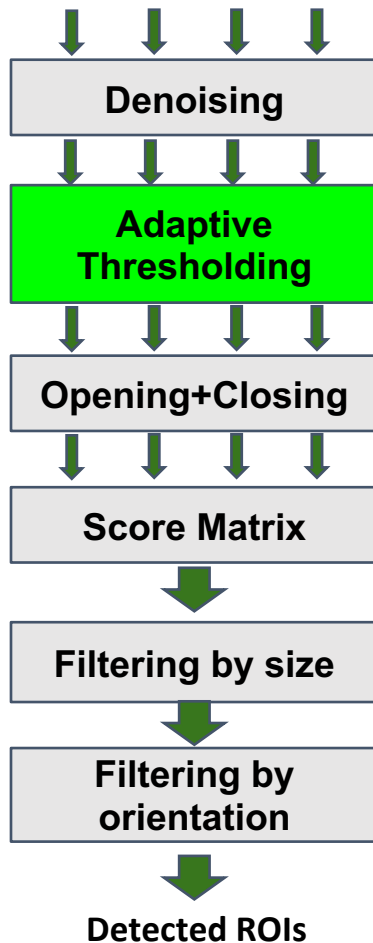 Denoising
Adaptive
Thresholding
Opening+Closing
Score Matrix
Filtering by size
Filtering by
orientation
Detected ROIs